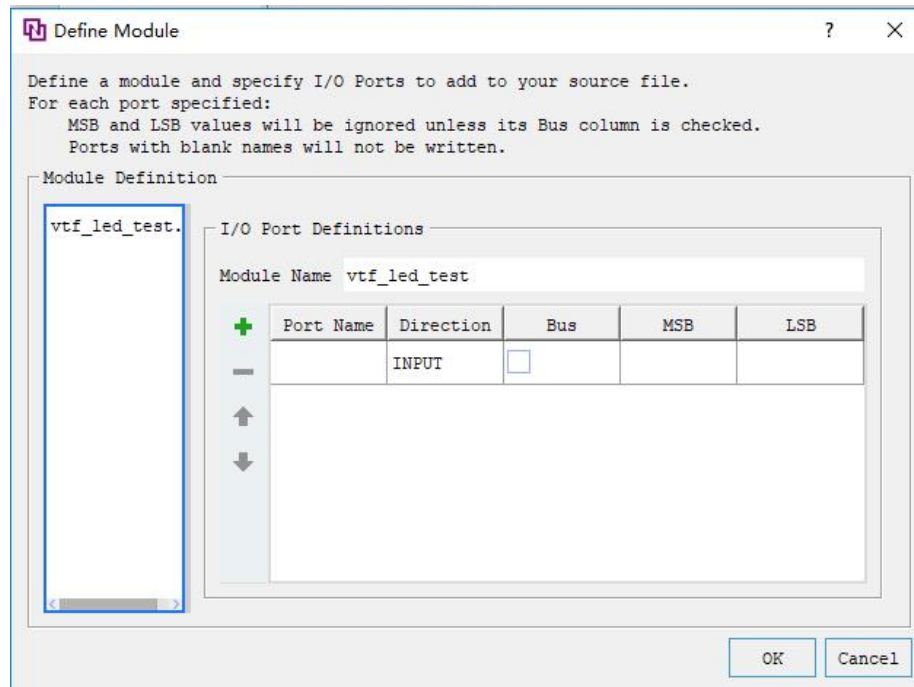 Define Module
? ×
Define a module and specify I/O Ports to add to your source file.
For each port specified:
MSB and LSB values will be ignored unless its Bus column is checked.
Ports with blank names will not be written.
Module Definition
vtf_led_test.
I/O Port Definitions
Module Name vtf_led_test
Port Name Direction Bus MSB LSB
INPUT
OK Cancel